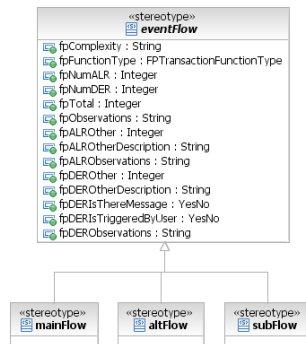 «stereotype»
eventFlow
fpComplexity : String
fpFunctionType : FPTransactionFunctionType
fpNumALR : Integer
fpNumDER : Integer
fpTotal : Integer
fpObservations : String
fpALROther : Integer
fpALROtherDescription : String
fpALRObservations : String
fpDEROther : Integer
fpDEROtherDescription : String
fpDERIsThereMessage : YesNo
fpDERIsTriggeredByUser : YesNo
fpDERObservations : String
«stereotype» «stereotype» «stereotype»
mainFlow altFlow subFlow